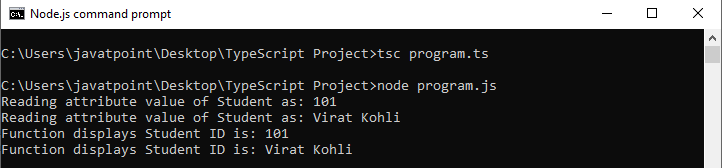 Node.js command prompt
C:\Users\javatpoint\Desktop\TypeScript Project>tsc program.ts
C:\Users\javatpoint\Desktop\TypeScript Project>node program.js
Reading attribute value of Student as: 101
Reading attribute value of Student as: Virat Kohli
Function displays Student ID is: 101
Function displays Student ID is: Virat Kohli